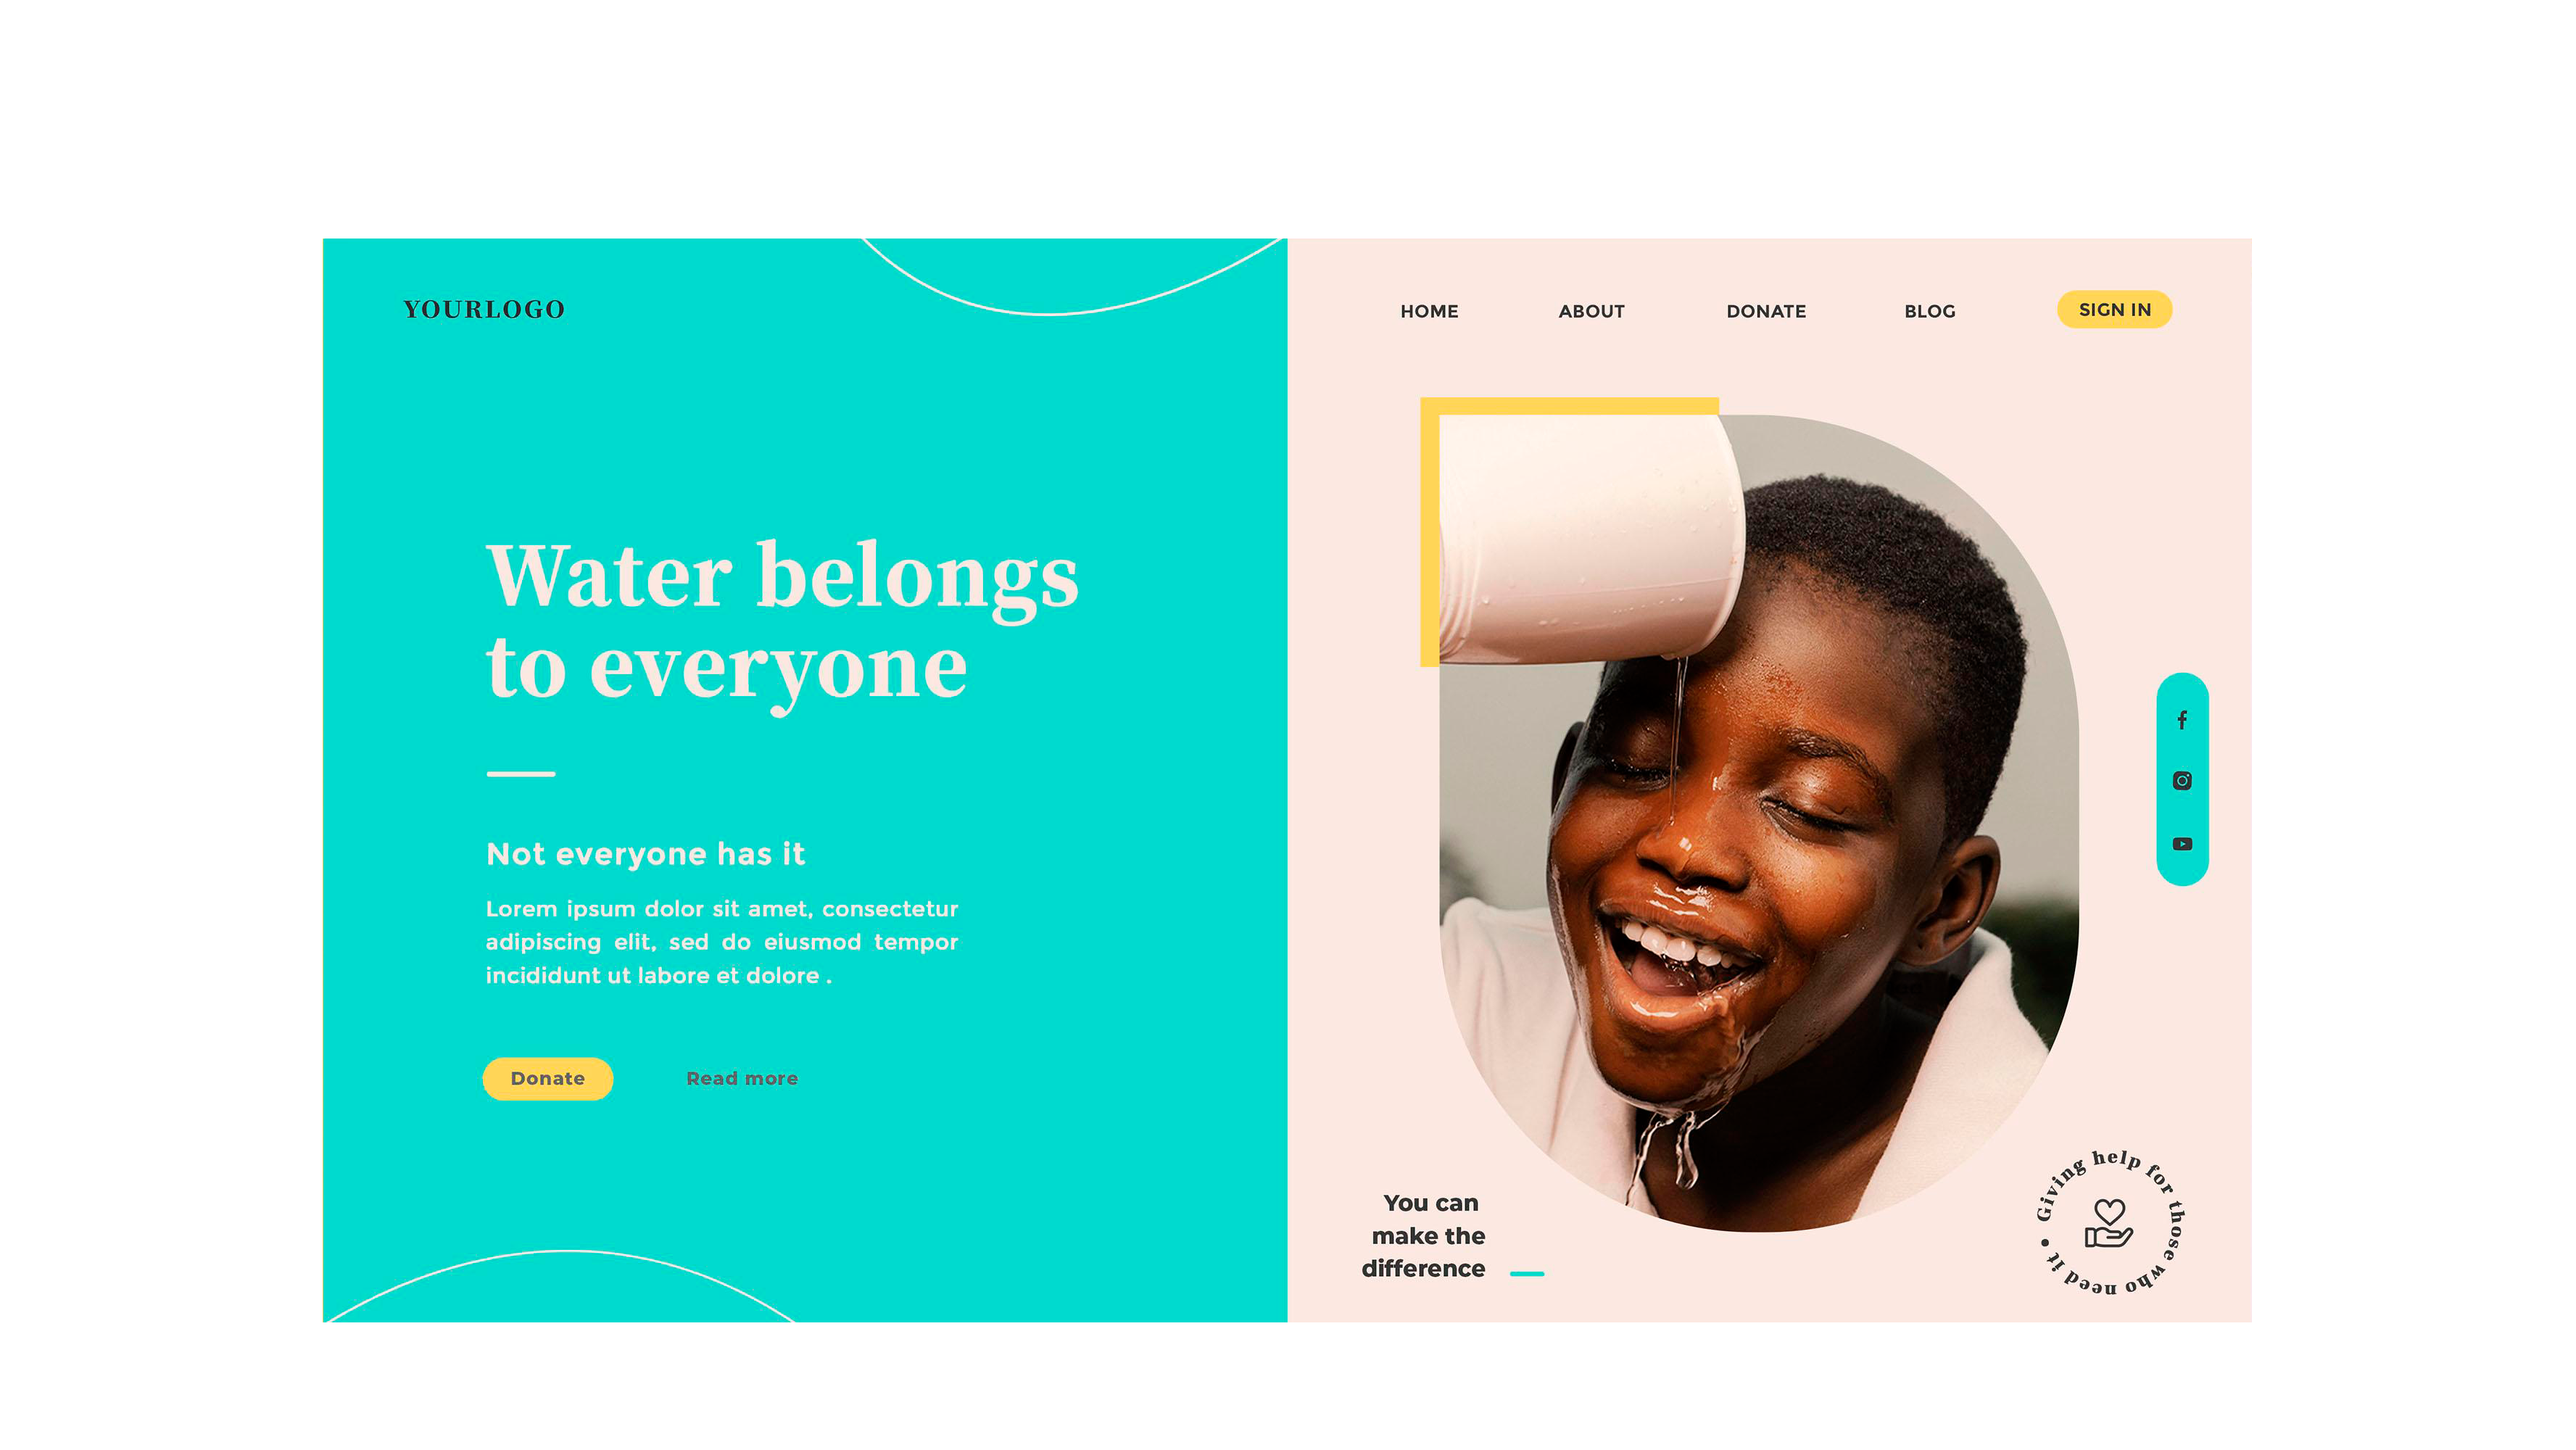 YOURLOGO
HOME
ABOUT
DONATE
BLOG
SIGN IN
Water belongs
to everyone
Not everyone has it
Lorem ipsum dolor sit amet, consectetur
adipiscing elit, sed do eiusmod tempor
incididunt ut labore et dolore .
Donate
Read more
You can
make the
difference
Giving help for those who need it •